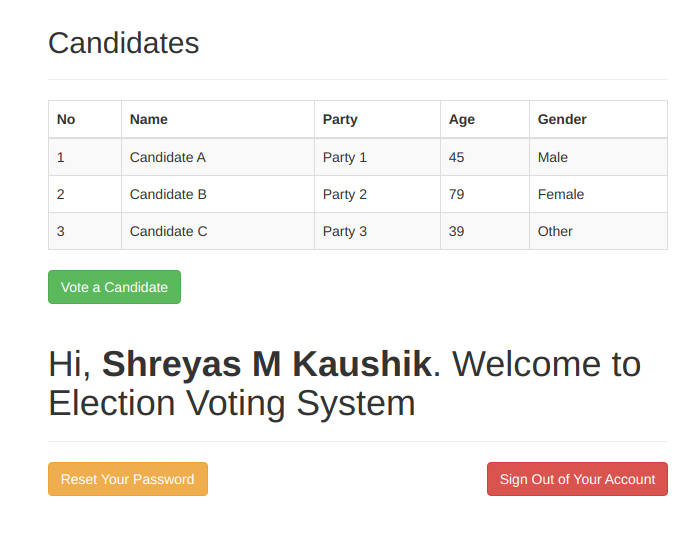 Candidates
No Name Party Age Gender
1 Candidate A Party 1 45 Male
2 Candidate B Party 2 79 Female
3 Candidate C Party 3 39 Other
Vote a Candidate
Hi, Shreyas M Kaushik. Welcome to
Election Voting System
Reset Your Password Sign Out of Your Account